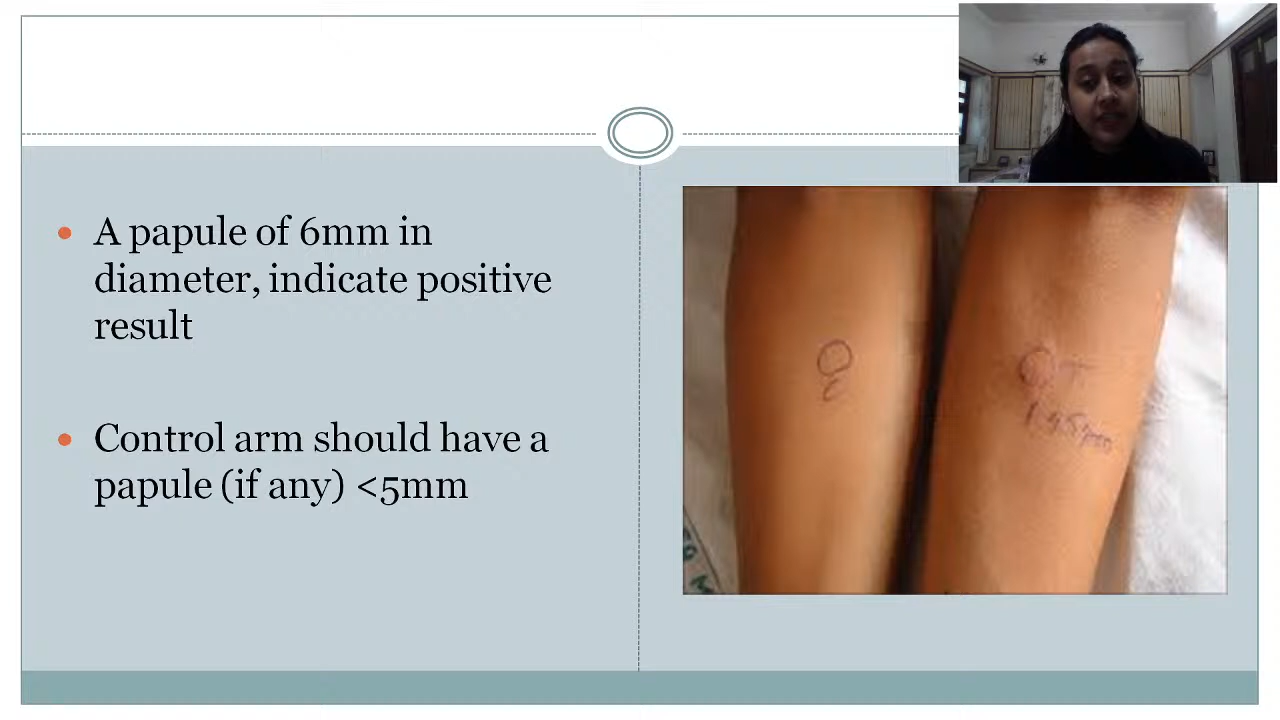 A papule of 6mm in
diameter, indicate positive
result
Control arm should have a
papule (if any) <5mm
C
T